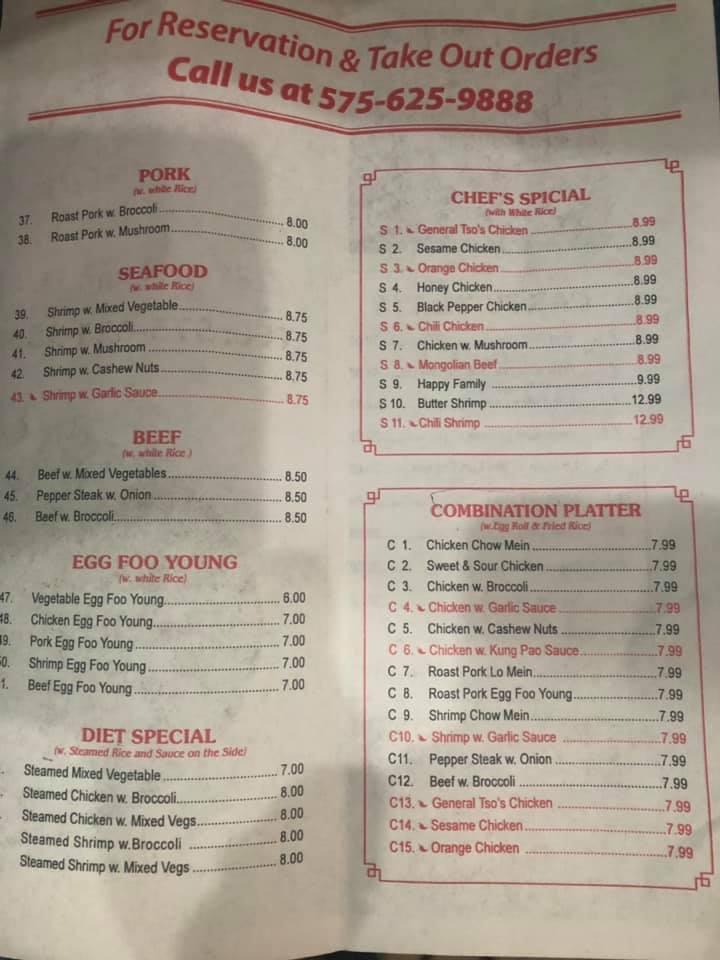 For Reservation & Take Out Orders
Call us at 575-625-9888
PORK
(w. white Rice)
37. Roast Pork w. Broccoli 8.00
38. Roast Pork w. Mushroom 8.00
SEAFOOD
(w. white Rice)
39. Shrimp w. Mixed Vegetable 8.75
40. Shrimp w. Broccoli 8.75
41. Shrimp w. Mushroom 8.75
42. Shrimp w. Cashew Nuts 8.75
43. Shrimp w. Garlic Sauce 8.75
BEEF
(w. white Rice )
44. Beef w. Mixed Vegetables 8.50
45. Pepper Steak w. Onion 8.50
46. Beef w. Broccoli 8.50
EGG FOO YOUNG
(w. white Rice)
47. Vegetable Egg Foo Young 6.00
48. Chicken Egg Foo Young 7.00
9. Pork Egg Foo Young 7.00
0. Shrimp Egg Foo Young 7.00
1. Beef Egg Foo Young 7.00
DIET SPECIAL
(w. Steamed Rice and Sauce on the Side)
Steamed Mixed Vegetable 7.00
Steamed Chicken w. Broccoli 8.00
Steamed Chicken w. Mixed Vegs 8.00
Steamed Shrimp w.Broccoli 8.00
Steamed Shrimp w. Mixed Vegs 8.00
CHEF'S SPICIAL
(with White Rice)
S 1. General Tso's Chicken 8.99
S 2. Sesame Chicken 8.99
S 3. Orange Chicken 8.99
S 4. Honey Chicken 8.99
S 5. Black Pepper Chicken 8.99
S 6. Chili Chicken 8.99
S 7. Chicken w. Mushroom 8.99
S 8. Mongolian Beef 8.99
S 9. Happy Family 9.99
S 10. Butter Shrimp 12.99
S 11. Chili Shrimp 12.99
COMBINATION PLATTER
(w.Egg Roll & Fried Rice)
C 1. Chicken Chow Mein 7.99
C 2. Sweet & Sour Chicken 7.99
C 3. Chicken w. Broccoli 7.99
C 4. Chicken w. Garlic Sauce 7.99
C 5. Chicken w. Cashew Nuts 7.99
C 6. Chicken w. Kung Pao Sauce 7.99
C 7. Roast Pork Lo Mein 7.99
C 8. Roast Pork Egg Foo Young 7.99
C 9. Shrimp Chow Mein 7.99
C10. Shrimp w. Garlic Sauce 7.99
C11. Pepper Steak w. Onion 7.99
C12. Beef w. Broccoli 7.99
C13. General Tso's Chicken 7.99
C14. Sesame Chicken 7.99
C15. Orange Chicken 7.99